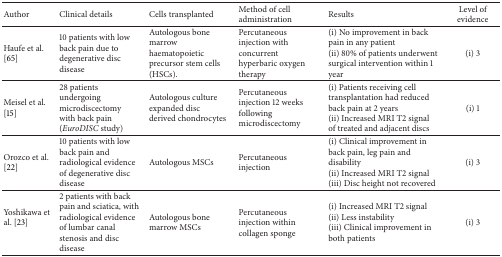 Author Clinical details Cells transplanted Method of cell administration Results Level of evidence
Haufe et al. [65]
10 patients with low
back pain due to
degenerative disc
disease
Autologous bone
marrow
haematopoietic
precursor stem cells
(HSCs).
Percutaneous
injection with
concurrent
hyperbaric oxygen
therapy
(i) No improvement in back
pain in any patient
(ii) 80% of patients underwent
surgical intervention within 1
year
(i) 3
Meisel et al.
[15]
28 patients
undergoing
microdiscectomy
with back pain
(EuroDISC study)
Autologous culture
expanded disc
derived chondrocytes
Percutaneous
injection 12 weeks
following
microdiscectomy
(i) Patients receiving cell
transplantation had reduced
back pain at 2 years
(ii) Increased MRI T2 signal
of treated and adjacent discs
(i) 1
Orozco et al.
[22]
10 patients with low
back pain and
radiological evidence
of degenerative disc
disease
Autologous MSCs
Percutaneous
injection
(i) Clinical improvement in
back pain, leg pain and
disability
(ii) Increased MRI T2 signal
(iii) Disc height not recovered
(i) 3
Yoshikawa et
al. [23]
2 patients with back
pain and sciatica, with
radiological evidence
of lumbar canal
stenosis and disc
disease
Autologous bone
marrow MSCs
Percutaneous
injection within
collagen sponge
(i) Increased MRI T2 signal
(ii) Less instability
(iii) Clinical improvement in
both patients
(i) 3